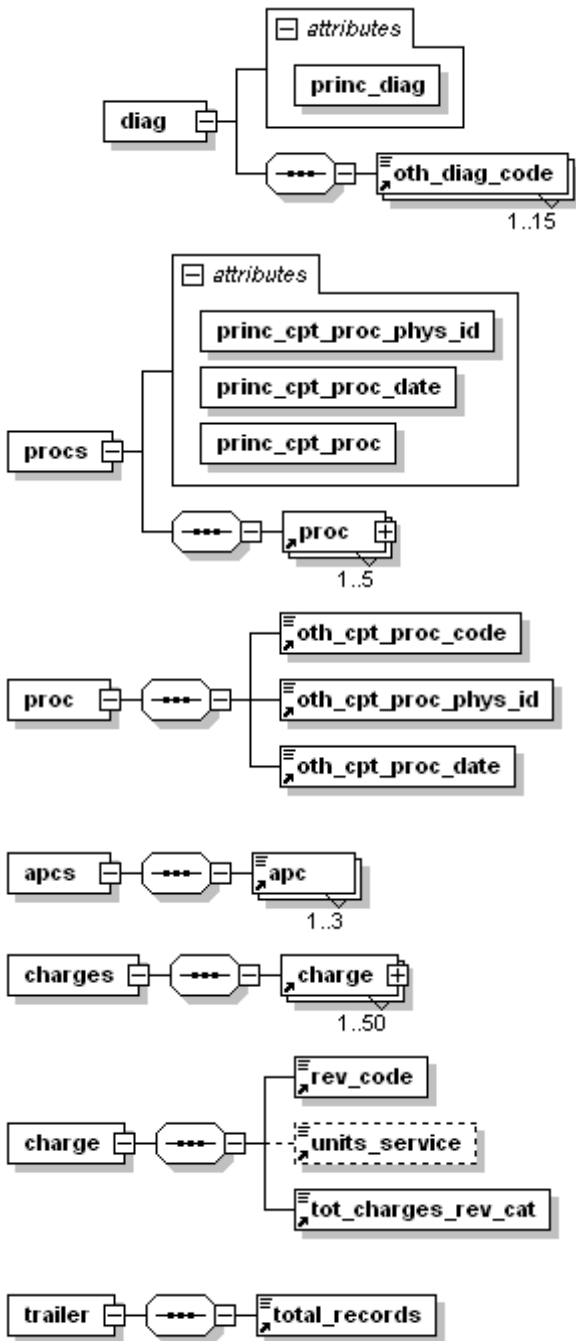 attributes
princ_diag
diag
oth_diag_code
1..15
attributes
princ_cpt_proc_phys_id
princ_cpt_proc_date
princ_cpt_proc
procs
proc
1..5
oth_cpt_proc_code
proc
oth_cpt_proc_phys_id
oth_cpt_proc_date
apcs
apc
1..3
charges
charge
1..50
rev_code
charge
units_service
tot_charges_rev_cat
trailer
total_records